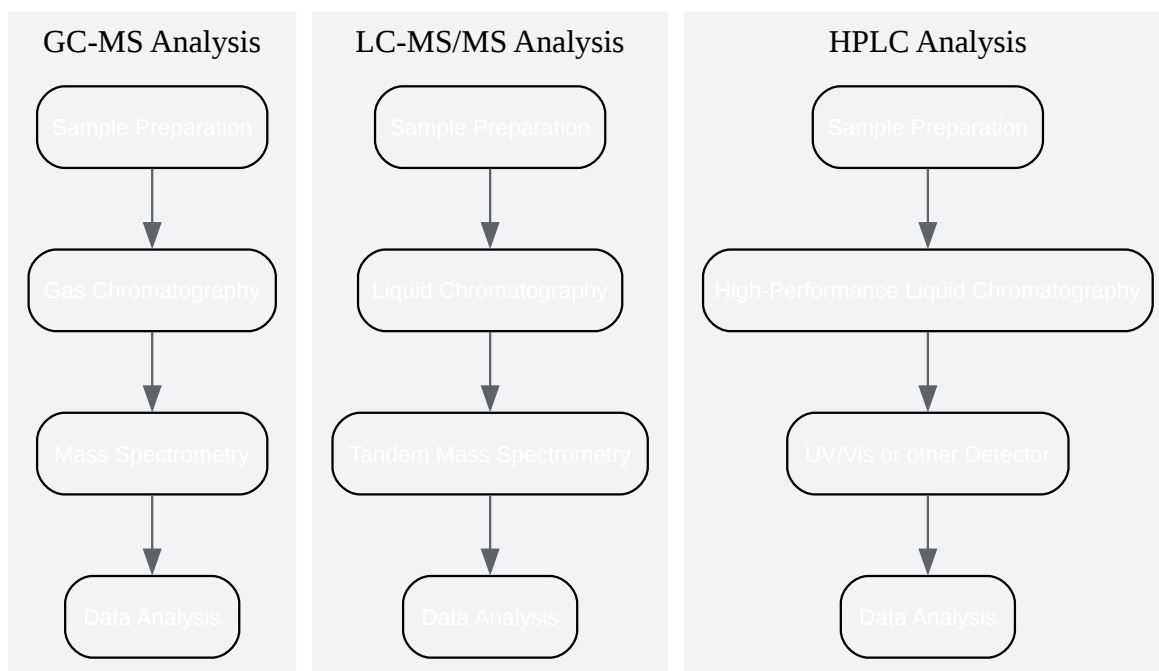 GC-MS Analysis
Sample Preparation
Gas Chromatography
Mass Spectrometry
Data Analysis
LC-MS/MS Analysis
Sample Preparation
Liquid Chromatography
Tandem Mass Spectrometry
Data Analysis
HPLC Analysis
Sample Preparation
High-Performance Liquid Chromatography
UV/Vis or other Detector
Data Analysis